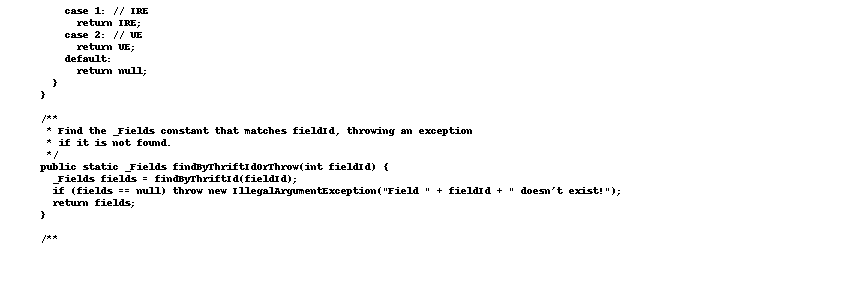 case 1: // IRE
return IRE;
case 2: // UE
return UE;
default:
return null;
}
}
/**
* Find the _Fields constant that matches fieldId, throwing an exception
* if it is not found.
*/
public static _Fields findByThriftIdOrThrow(int fieldId) {
_Fields fields = findByThriftId(fieldId);
if (fields == null) throw new IllegalArgumentException("Field " + fieldId + " doesn't exist!");
return fields;
}
/**